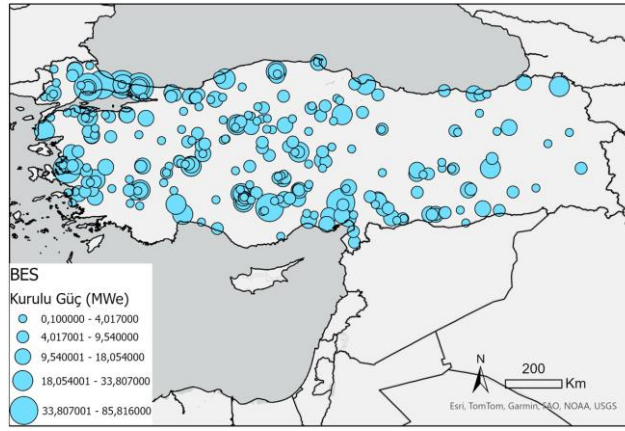 BES
Kurulu Güç (MWe)
0,100000 - 4,017000
4,017001 - 9,540000
9,540001 - 18,054000
18,054001 - 33,807000
33,807001 - 85,816000
N
200
Km
Esri, TomTom, Garmin, FAO, NOAA, USGS